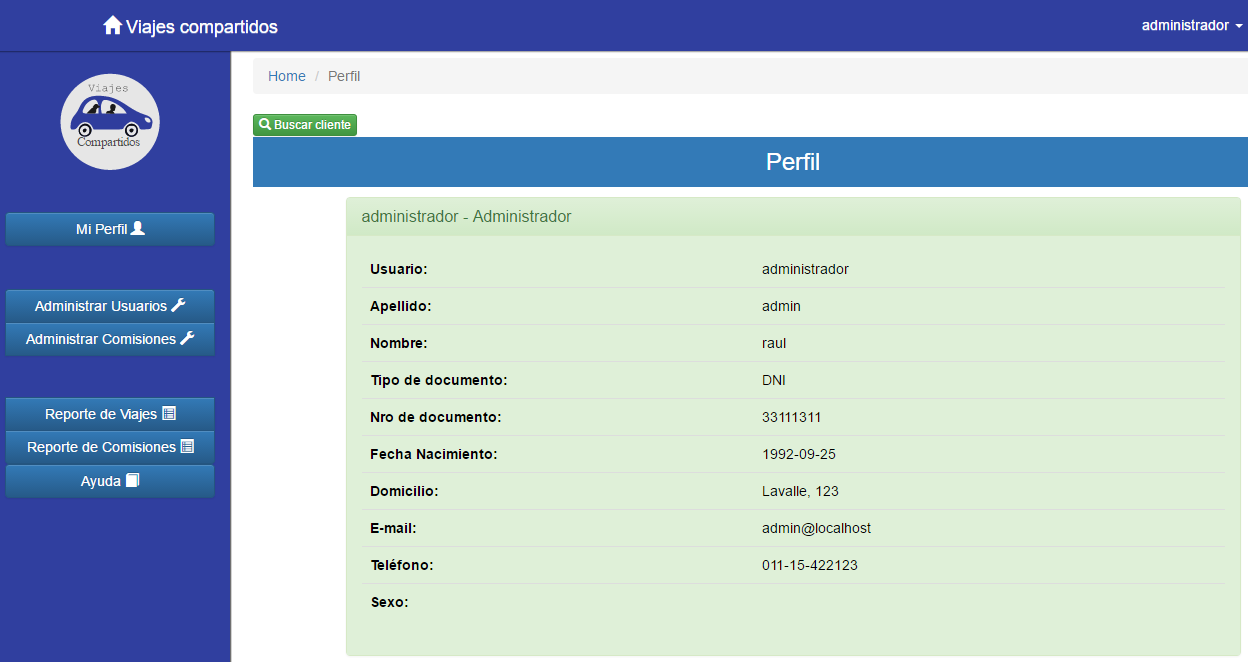 Viajes compartidos
administrador
Viajes
Compartidos
Home / Perfil
Buscar cliente
Perfil
Mi Perfil
Administrar Usuarios
Administrar Comisiones
Reporte de Viajes
Reporte de Comisiones
Ayuda
administrador - Administrador
Usuario: administrador
Apellido: admin
Nombre: raul
Tipo de documento: DNI
Nro de documento: 33111311
Fecha Nacimiento: 1992-09-25
Domicilio: Lavalle, 123
E-mail: admin@localhost
Teléfono: 011-15-422123
Sexo: